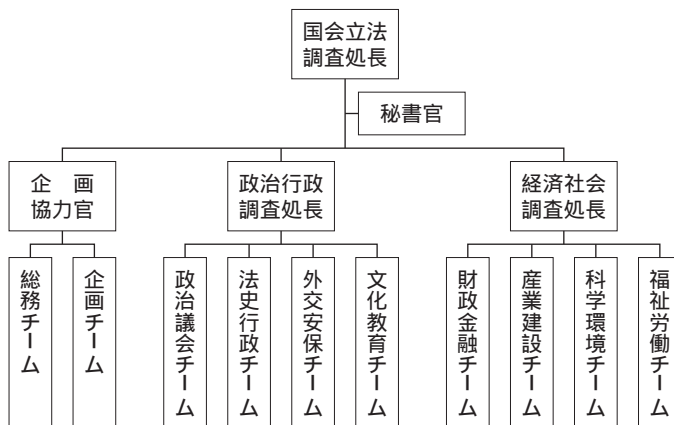 国会立法
調査処長
秘書官
企　画
協力官
政治行政
調査処長
経済社会
調査処長
総務チーム
企画チーム
政治議会チーム
法史行政チーム
外交安保チーム
文化教育チーム
財政金融チーム
産業建設チーム
科学環境チーム
福祉労働チーム